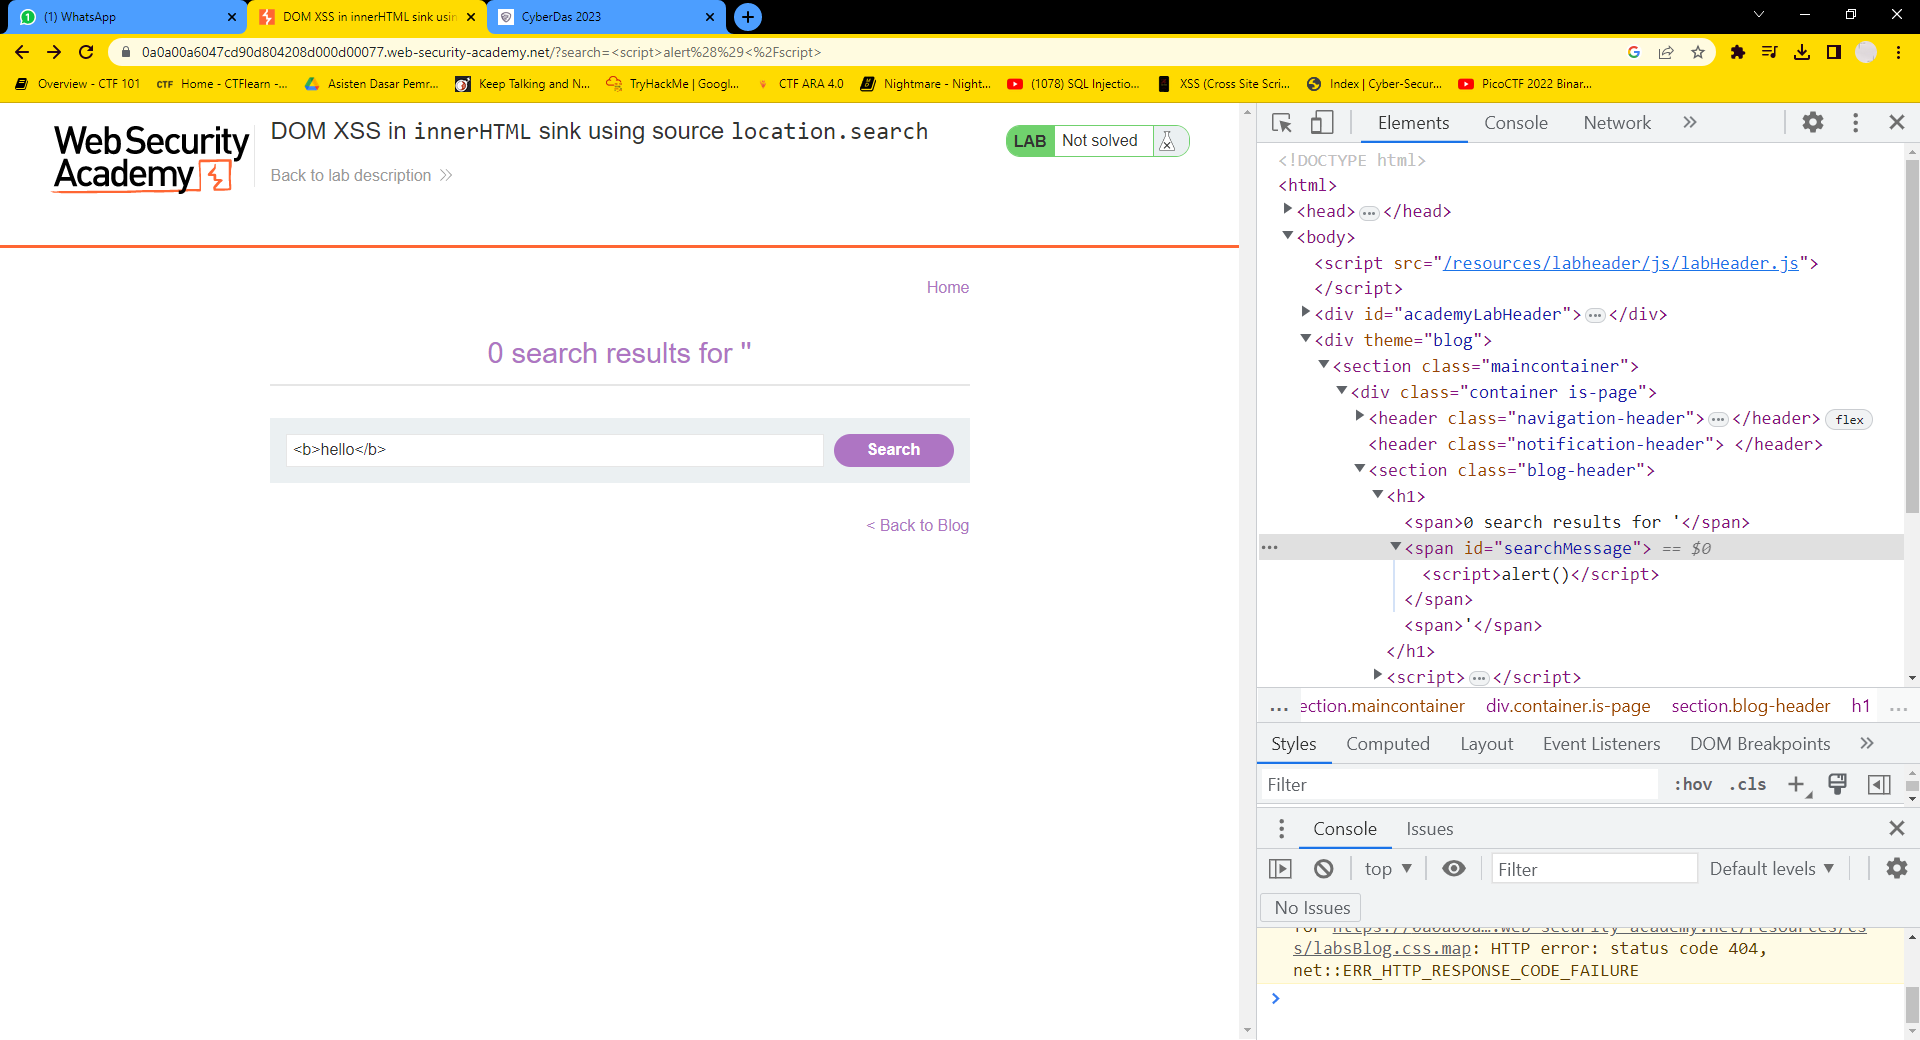 (1) WhatsApp
DOM XSS in innerHTML sink usin
CyberDas 2023
0a0a00a6047cd90d804208d000d00077.web-security-academy.net/?search=<script>alert%28%29<%2Fscript>
Overview - CTF 101
CTF Home - CTFlearn -...
Asisten Dasar Pemr...
Keep Talking and N...
TryHackMe | Googl...
CTF ARA 4.0
Nightmare - Night...
(1078) SQL Injectio...
XSS (Cross Site Scri...
Index | Cyber-Secur...
PicoCTF 2022 Binar...
Web Security
Academy
DOM XSS in innerHTML sink using source location.search
Back to lab description
LAB Not solved
Home
0 search results for ''
<b>hello</b>
Search
< Back to Blog
Elements Console Network
<!DOCTYPE html>
<html>
<head>…</head>
<body>
<script src="/resources/labheader/js/labHeader.js">
</script>
<div id="academyLabHeader">…</div>
<div theme="blog">
<section class="maincontainer">
<div class="container is-page">
<header class="navigation-header">…</header> flex
<header class="notification-header"> </header>
<section class="blog-header">
<h1>
<span>0 search results for '</span>
… <span id="searchMessage"> == $0
<script>alert()</script>
</span>
<span>'</span>
</h1>
<script>…</script>
… ection.maincontainer div.container.is-page section.blog-header h1 …
Styles Computed Layout Event Listeners DOM Breakpoints
Filter :hov .cls
Console Issues
top Filter Default levels
No Issues
s/labsBlog.css.map: HTTP error: status code 404,
net::ERR_HTTP_RESPONSE_CODE_FAILURE